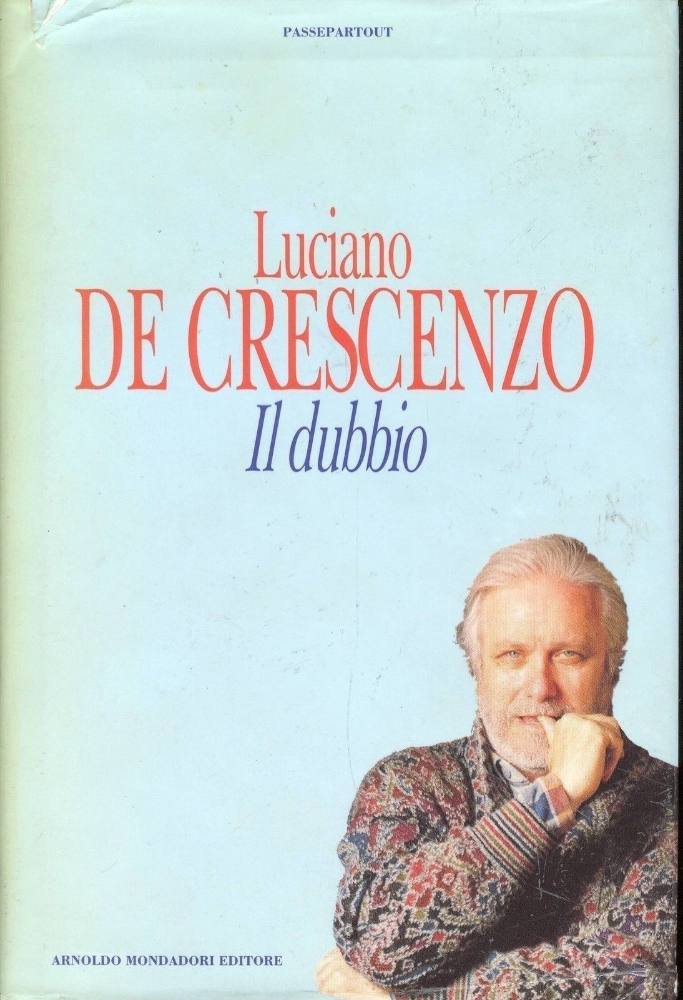 PASSEPARTOUT
Luciano
DE CRESCENZO
Il dubbio
ARNOLDO MONDADORI EDITORE